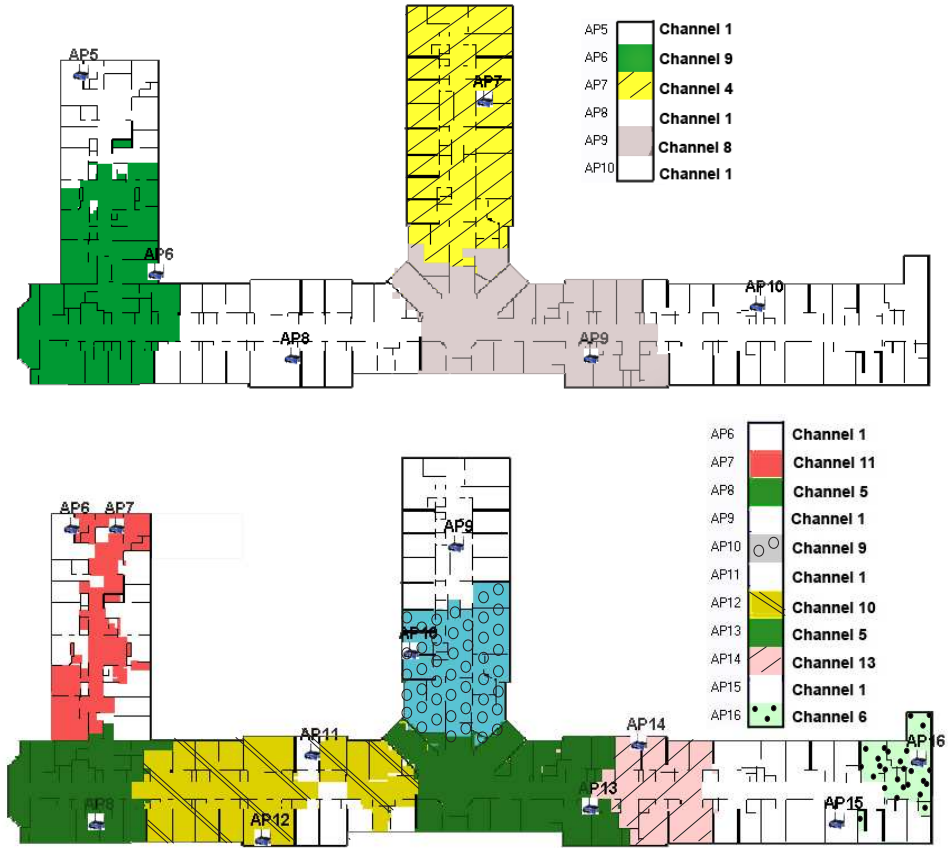 AP5 Channel 1
AP6 Channel 9
AP7 Channel 4
AP8 Channel 1
AP9 Channel 8
AP10 Channel 1
AP5
AP7
AP6
AP10
AP8
AP9
AP6 Channel 1
AP7 Channel 11
AP8 Channel 5
AP9 Channel 1
AP10 Channel 9
AP11 Channel 1
AP12 Channel 10
AP13 Channel 5
AP14 Channel 13
AP15 Channel 1
AP16 Channel 6
AP6 AP7
AP9
AP10
AP14
AP11
AP16
AP13
AP8
AP15
AP12